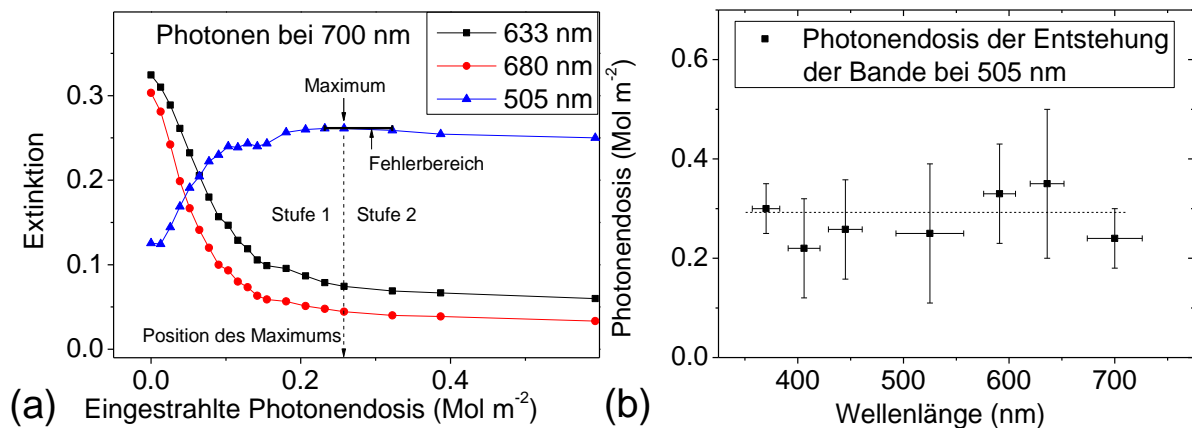 Photonen bei 700 nm
633 nm
680 nm
505 nm
Maximum
Fehlerbereich
Stufe 1
Stufe 2
Position des Maximums
Extinktion
0.3
0.2
0.1
0.0
0.0
0.2
0.4
Eingestrahlte Photonendosis (Mol m⁻²)
(a)
Photonendosis der Entstehung
der Bande bei 505 nm
Photonendosis (Mol m⁻²)
0.6
0.4
0.2
0.0
400
500
600
700
Wellenlänge (nm)
(b)